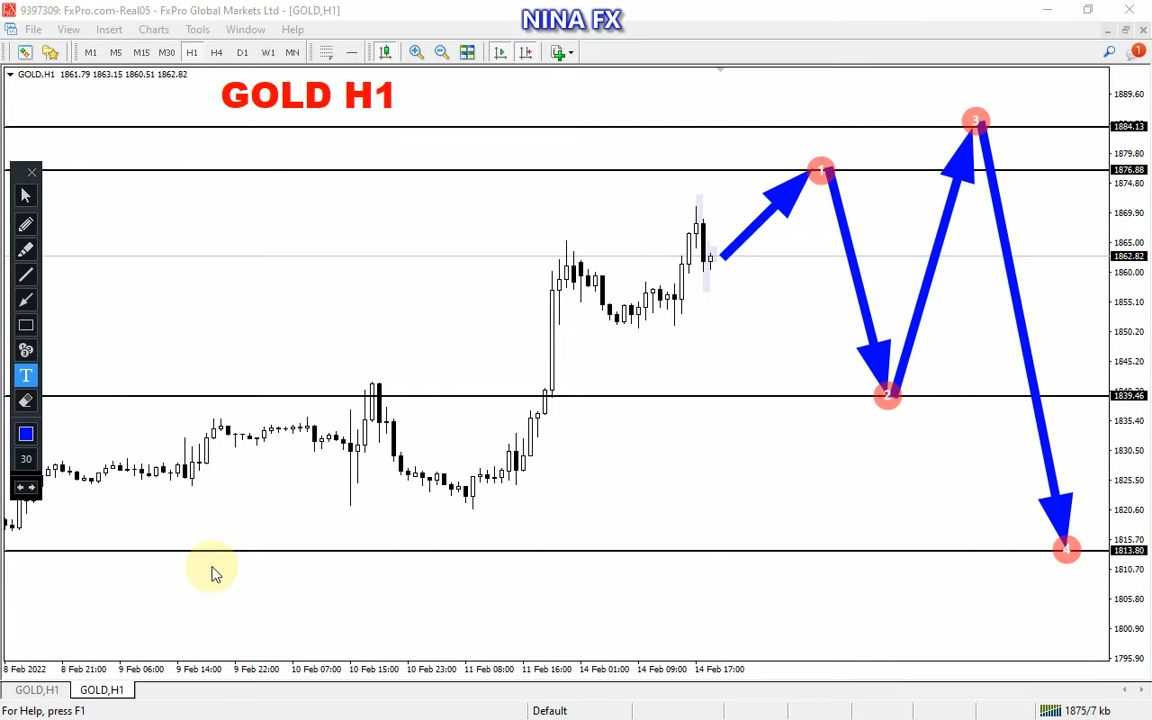 9397309: FxPro.com-Real05 - FxPro Global Markets Ltd - [GOLD,H1]
NINA FX
File View Insert Charts Tools Window Help
M1 M5 M15 M30 H1 H4 D1 W1 MN
1
GOLD,H1 1861.79 1863.15 1860.51 1862.82
GOLD H1
1889.60
1884.13
1879.80
1876.88
1874.80
1869.90
1865.00
1862.82
1860.00
1855.10
1850.20
1845.20
1839.46
1835.40
1830.50
1825.50
1820.60
1815.70
1813.80
1810.70
1805.80
1800.90
1795.90
1
2
3
4
T
30
8 Feb 2022 8 Feb 21:00 9 Feb 06:00 9 Feb 14:00 9 Feb 22:00 10 Feb 07:00 10 Feb 15:00 10 Feb 23:00 11 Feb 08:00 11 Feb 16:00 14 Feb 01:00 14 Feb 09:00 14 Feb 17:00
GOLD,H1 GOLD,H1
For Help, press F1 Default 1875/7 kb